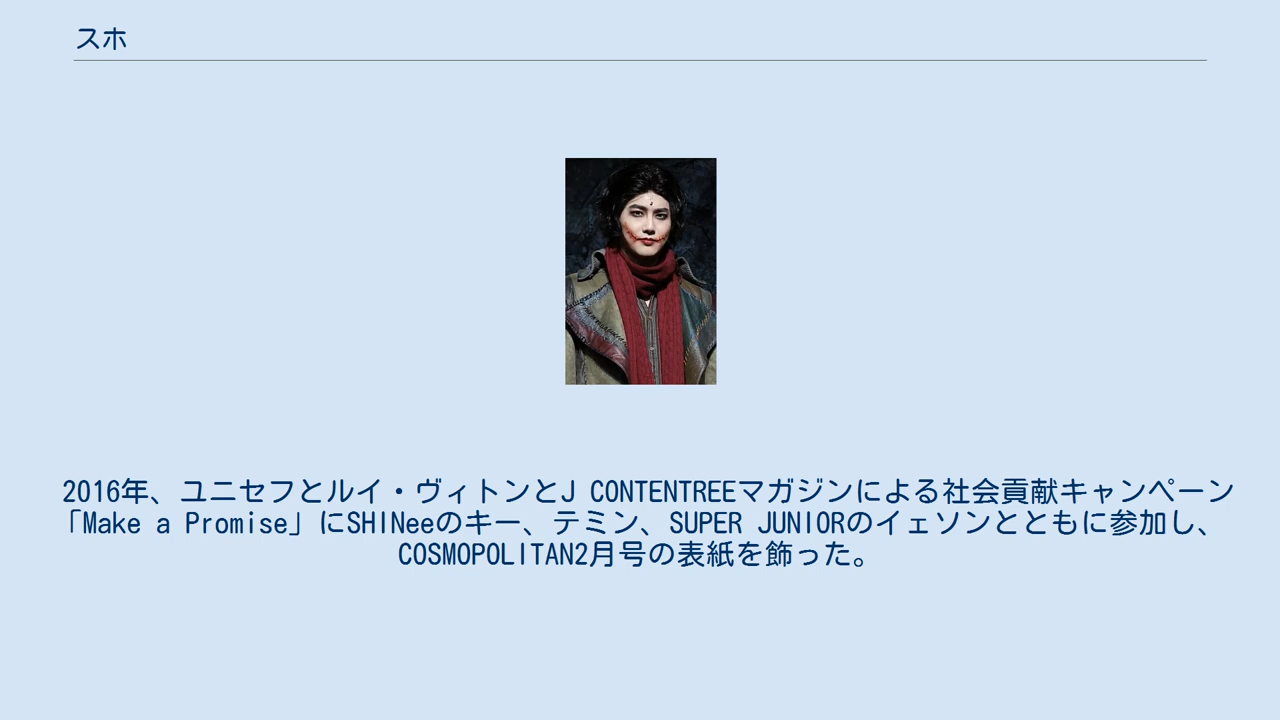 スホ
2016年、ユニセフとルイ・ヴィトンとJ CONTENTREEマガジンによる社会貢献キャンペーン
「Make a Promise」にSHINeeのキー、テミン、SUPER JUNIORのイェソンとともに参加し、
COSMOPOLITAN2月号の表紙を飾った。